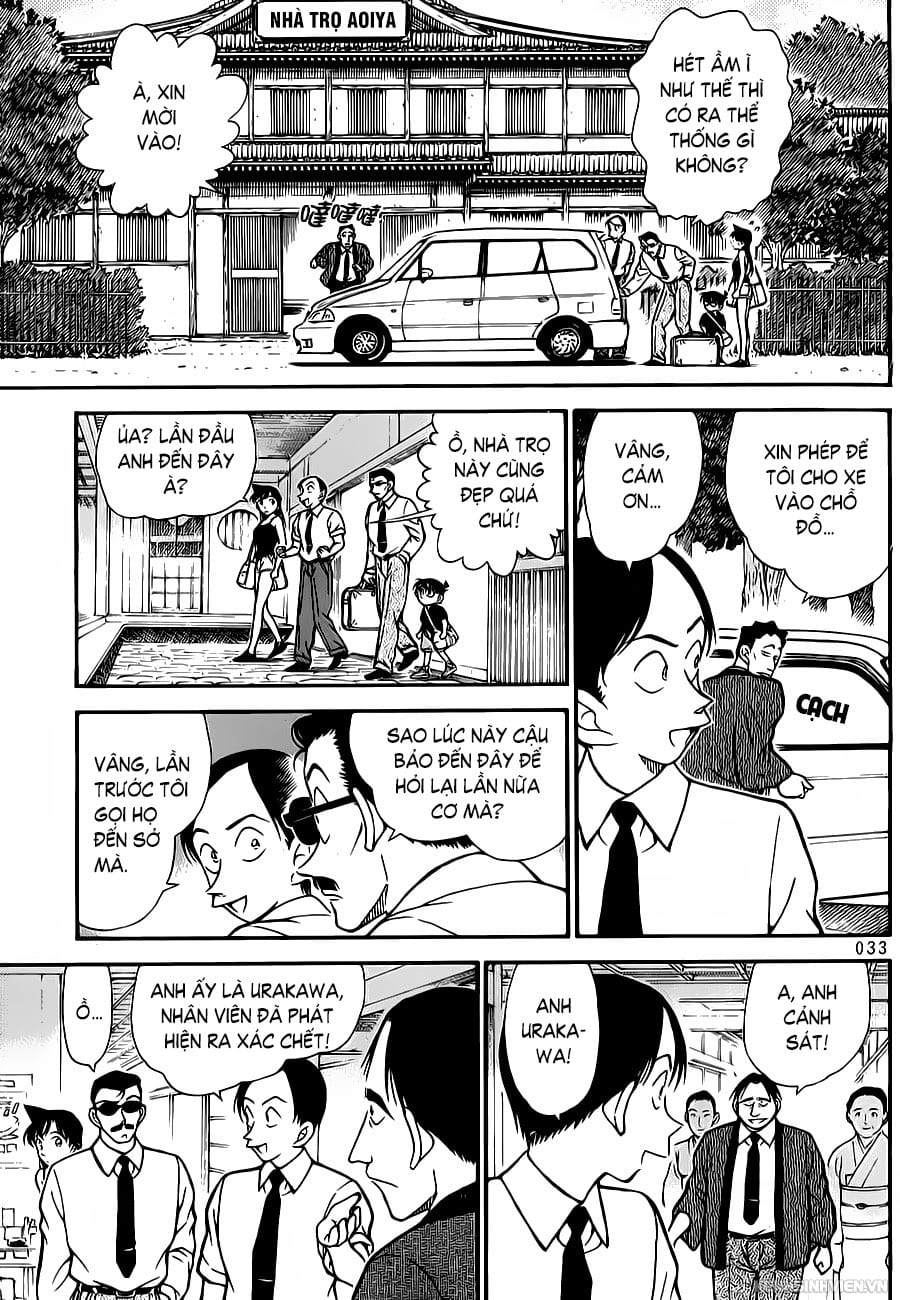 NHÀ TRỌ AOIYA
HÉT ẦM Ĩ
NHƯ THẾ THÌ
CÓ RA THỂ
THỐNG GÌ
KHÔNG?
À, XIN
MỜI
VÀO!
噠噠噠!
XIN PHÉP ĐỂ
TÔI CHO XE
VÀO CHỖ
ĐỖ...
VÂNG,
CẢM
ƠN...
CẠCH
Ồ, NHÀ TRỌ
NÀY CŨNG
ĐẸP QUÁ
CHỨ!
ỦA? LẦN ĐẦU
ANH ĐẾN ĐÂY
À?
SAO LÚC NÀY CẬU
BẢO ĐẾN ĐÂY ĐỂ
HỎI LẠI LẦN NỮA
CƠ MÀ?
VÂNG, LẦN
TRƯỚC TÔI
GỌI HỌ
ĐẾN SỞ
MÀ.
033
A, ANH
CẢNH
SÁT!
ANH
URAKA-
WA!
ANH ẤY LÀ URAKAWA,
NHÂN VIÊN ĐÃ PHÁT
HIỆN RA XÁC CHẾT!
Ồ...